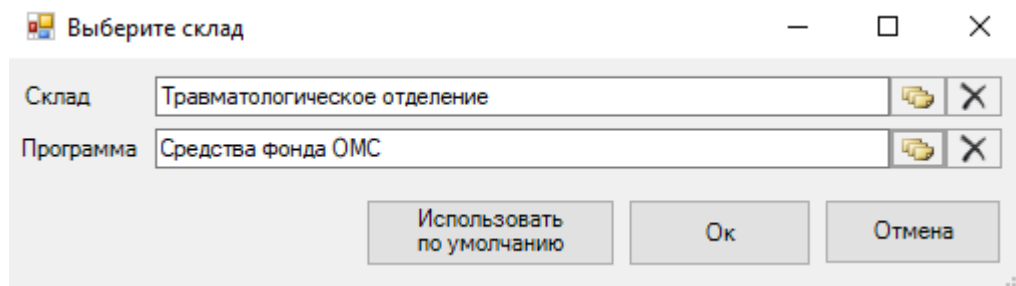 Выберите склад
Склад Травматологическое отделение
Программа Средства фонда ОМС
Использовать
по умолчанию
Ок
Отмена